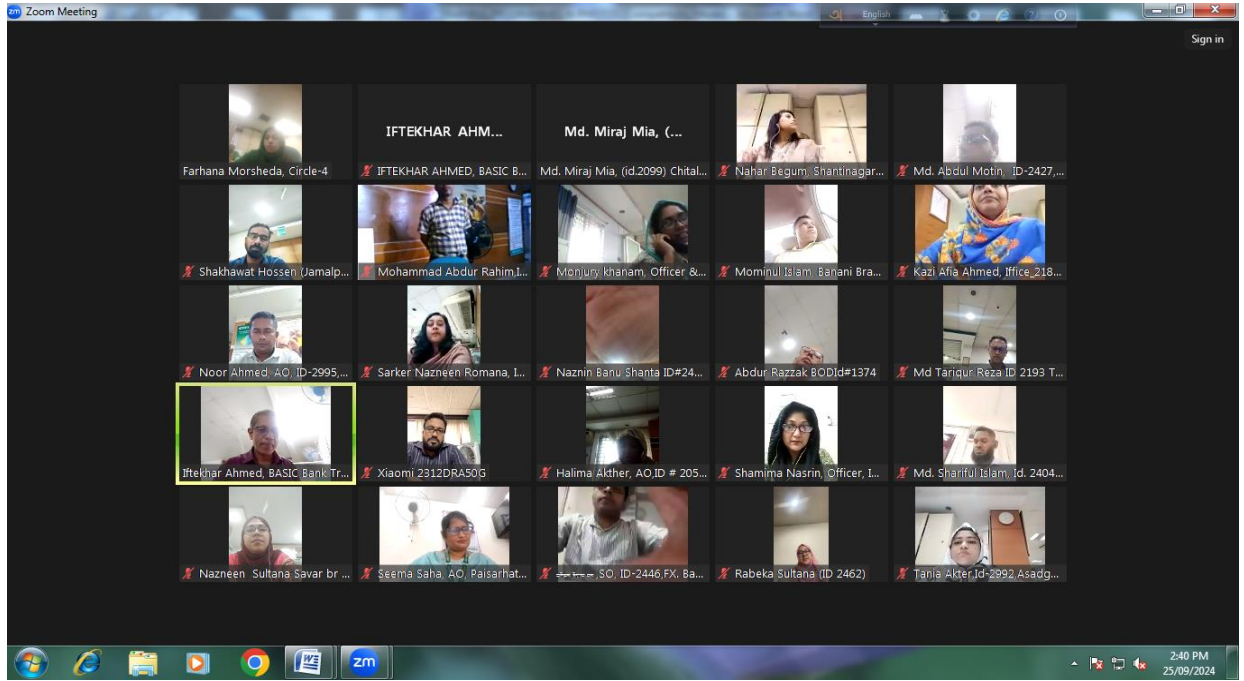 Zoom Meeting
English
Sign in
IFTEKHAR AHM...
Md. Miraj Mia, (...
Farhana Morsheda, Circle-4
IFTEKHAR AHMED, BASIC B...
Md. Miraj Mia, (id.2099) Chital...
Nahar Begum, Shantinagar...
Md. Abdul Motin, ID-2427,...
Shakhawat Hossen (Jamalp...
Mohammad Abdur Rahim,I...
Monjury khanam, Officer &...
Mominul Islam Banani Bra...
Kazi Afia Ahmed, Iffice_218...
Noor Ahmed, AO, ID-2995,...
Sarker Nazneen Romana, I...
Naznin Banu Shanta ID#24...
Abdur Razzak BODId#1374
Md Tariqur Reza ID 2193 T...
Iftekhar Ahmed, BASIC Bank Tr...
Xiaomi 2312DRA50G
Halima Akther, AO,ID # 205...
Shamima Nasrin, Officer, I...
Md. Shariful Islam, Id. 2404...
Nazneen Sultana Savar br ...
Seema Saha, AO, Paisarhat...
,SO, ID-2446,FX. Ba...
Rabeka Sultana (ID 2462)
Tania Akter,Id-2992,Asadg...
zm
2:40 PM
25/09/2024